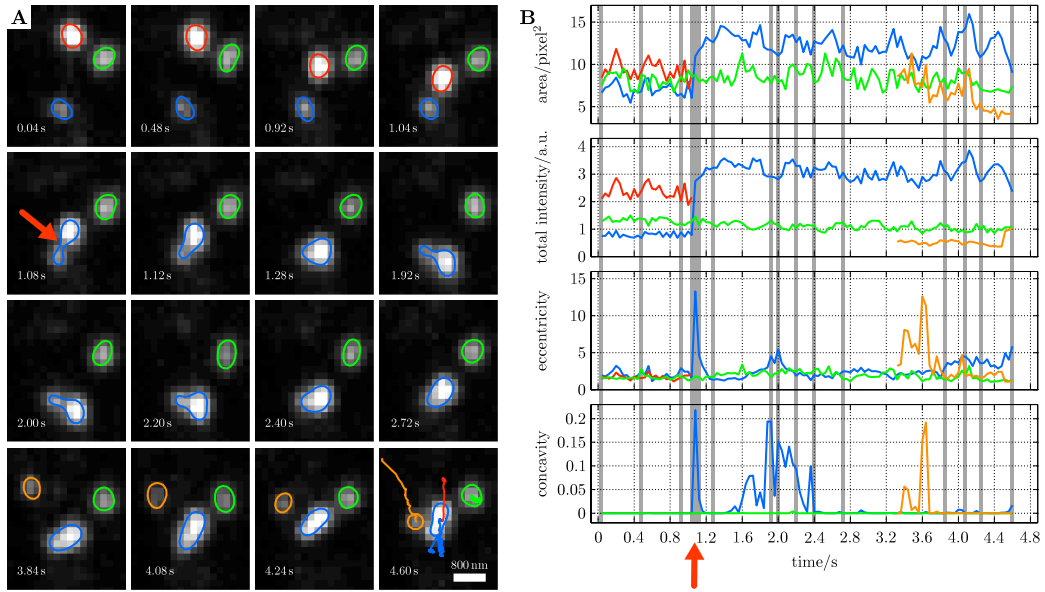 A
0.04 s
0.48 s
0.92 s
1.04 s
1.08 s
1.12 s
1.28 s
1.92 s
2.00 s
2.20 s
2.40 s
2.72 s
3.84 s
4.08 s
4.24 s
4.60 s
800 nm
B
area/pixel²
15
10
5
total intensity/a.u.
4
3
2
1
0
eccentricity
15
10
5
0
concavity
0.2
0.15
0.1
0.05
0
0 0.4 0.8 1.2 1.6 2.0 2.4 2.8 3.2 3.6 4.0 4.4 4.8
time/s